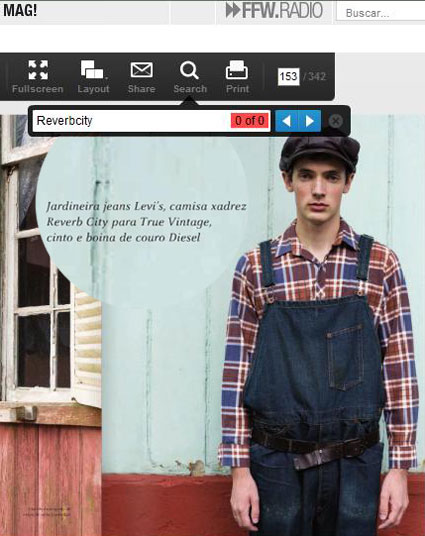 MAG!
FFW.RADIO
Buscar...
Fullscreen
Layout
Share
Search
Print
153 / 342
Reverbcity
0 of 0
Jardineira jeans Levi's, camisa xadrez
Reverb City para True Vintage,
cinto e boina de couro Diesel